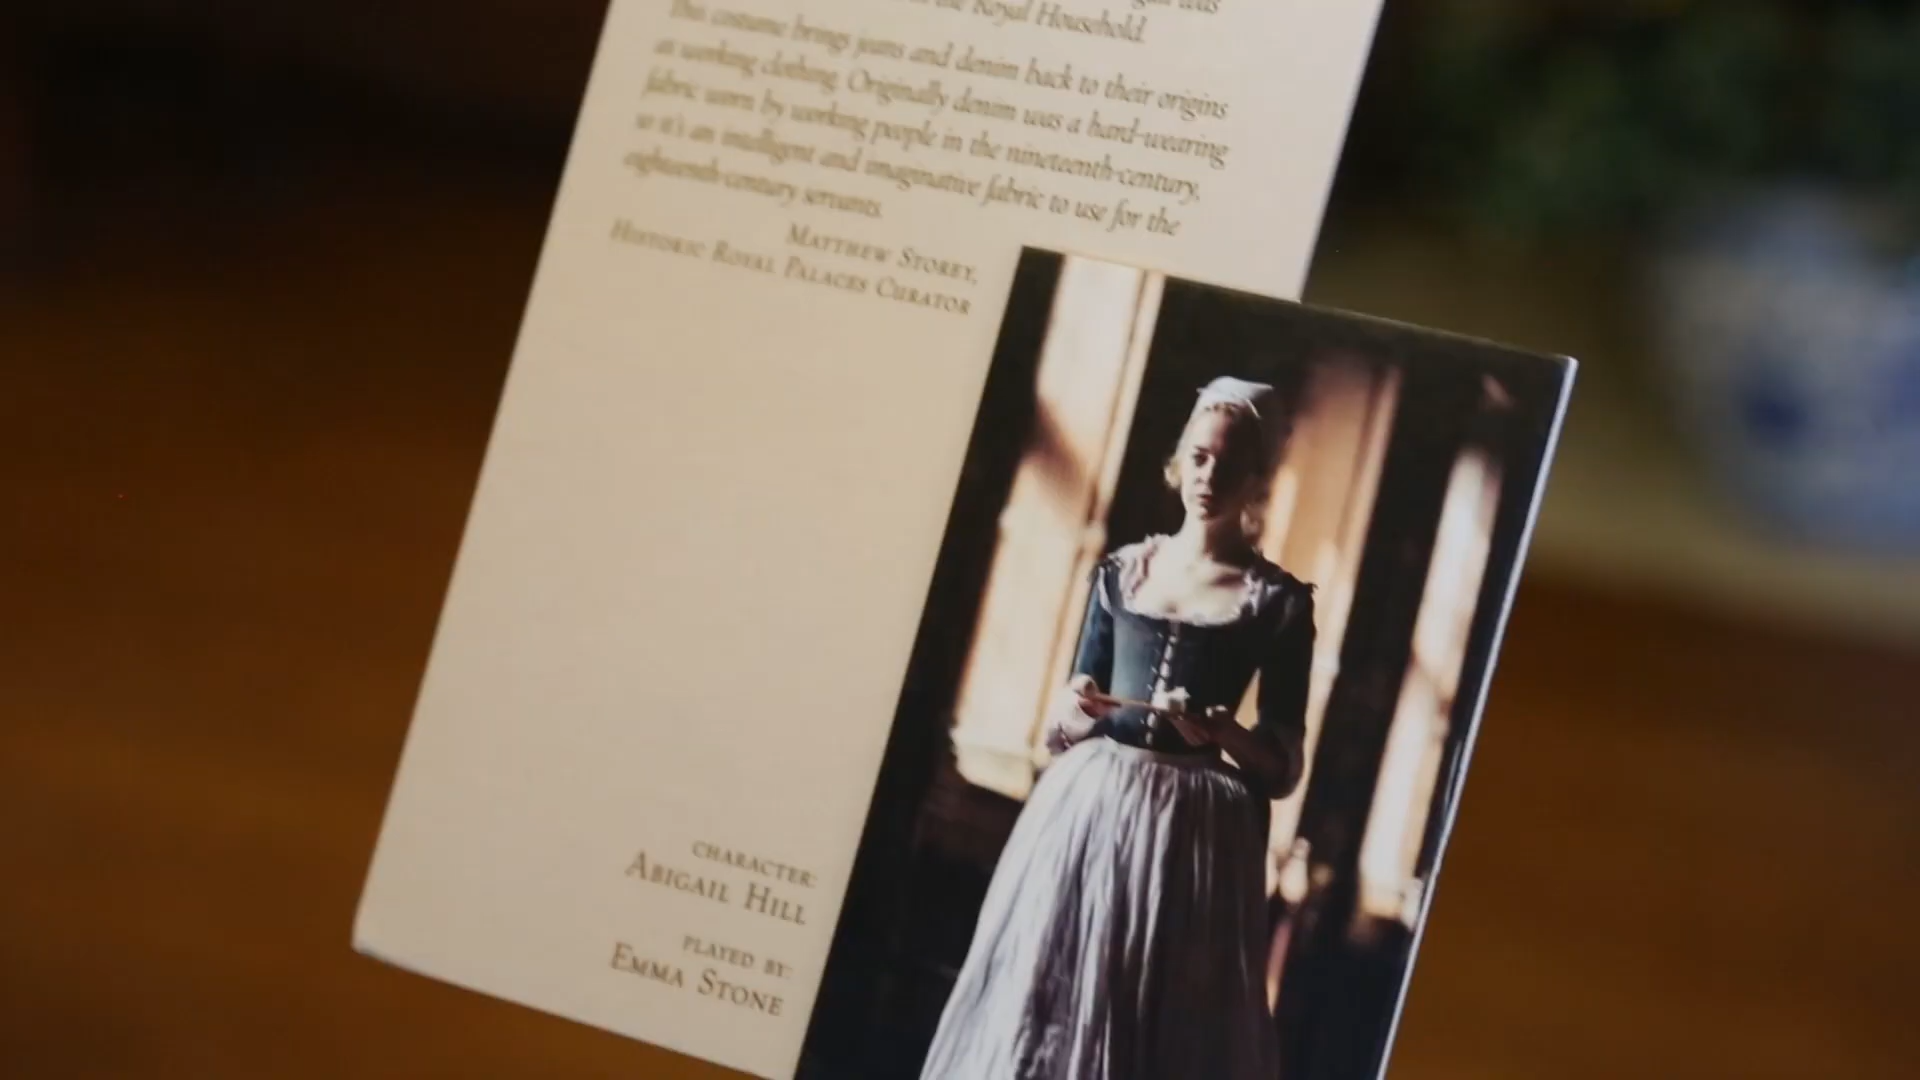 the Royal Household.
This costume brings jeans and denim back to their origins
as working clothing. Originally denim was a hard-wearing
fabric worn by working people in the nineteenth-century,
so it's an intelligent and imaginative fabric to use for the
eighteenth-century servants.
Matthew Storey,
Historic Royal Palaces Curator
character:
Abigail Hill
played by:
Emma Stone